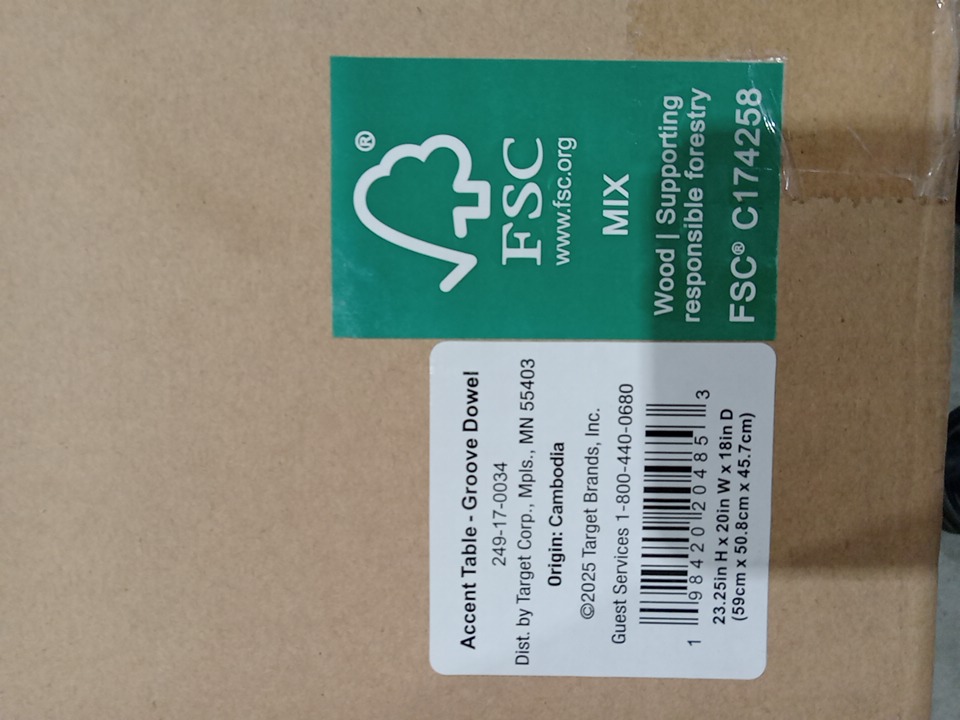 ®
FSC
www.fsc.org
MIX
Wood | Supporting
responsible forestry
FSC® C174258
Accent Table - Groove Dowel
249-17-0034
Dist. by Target Corp., Mpls., MN 55403
Origin: Cambodia
©2025 Target Brands, Inc.
Guest Services 1-800-440-0680
1 98420 20485 3
23.25in H x 20in W x 18in D
(59cm x 50.8cm x 45.7cm)